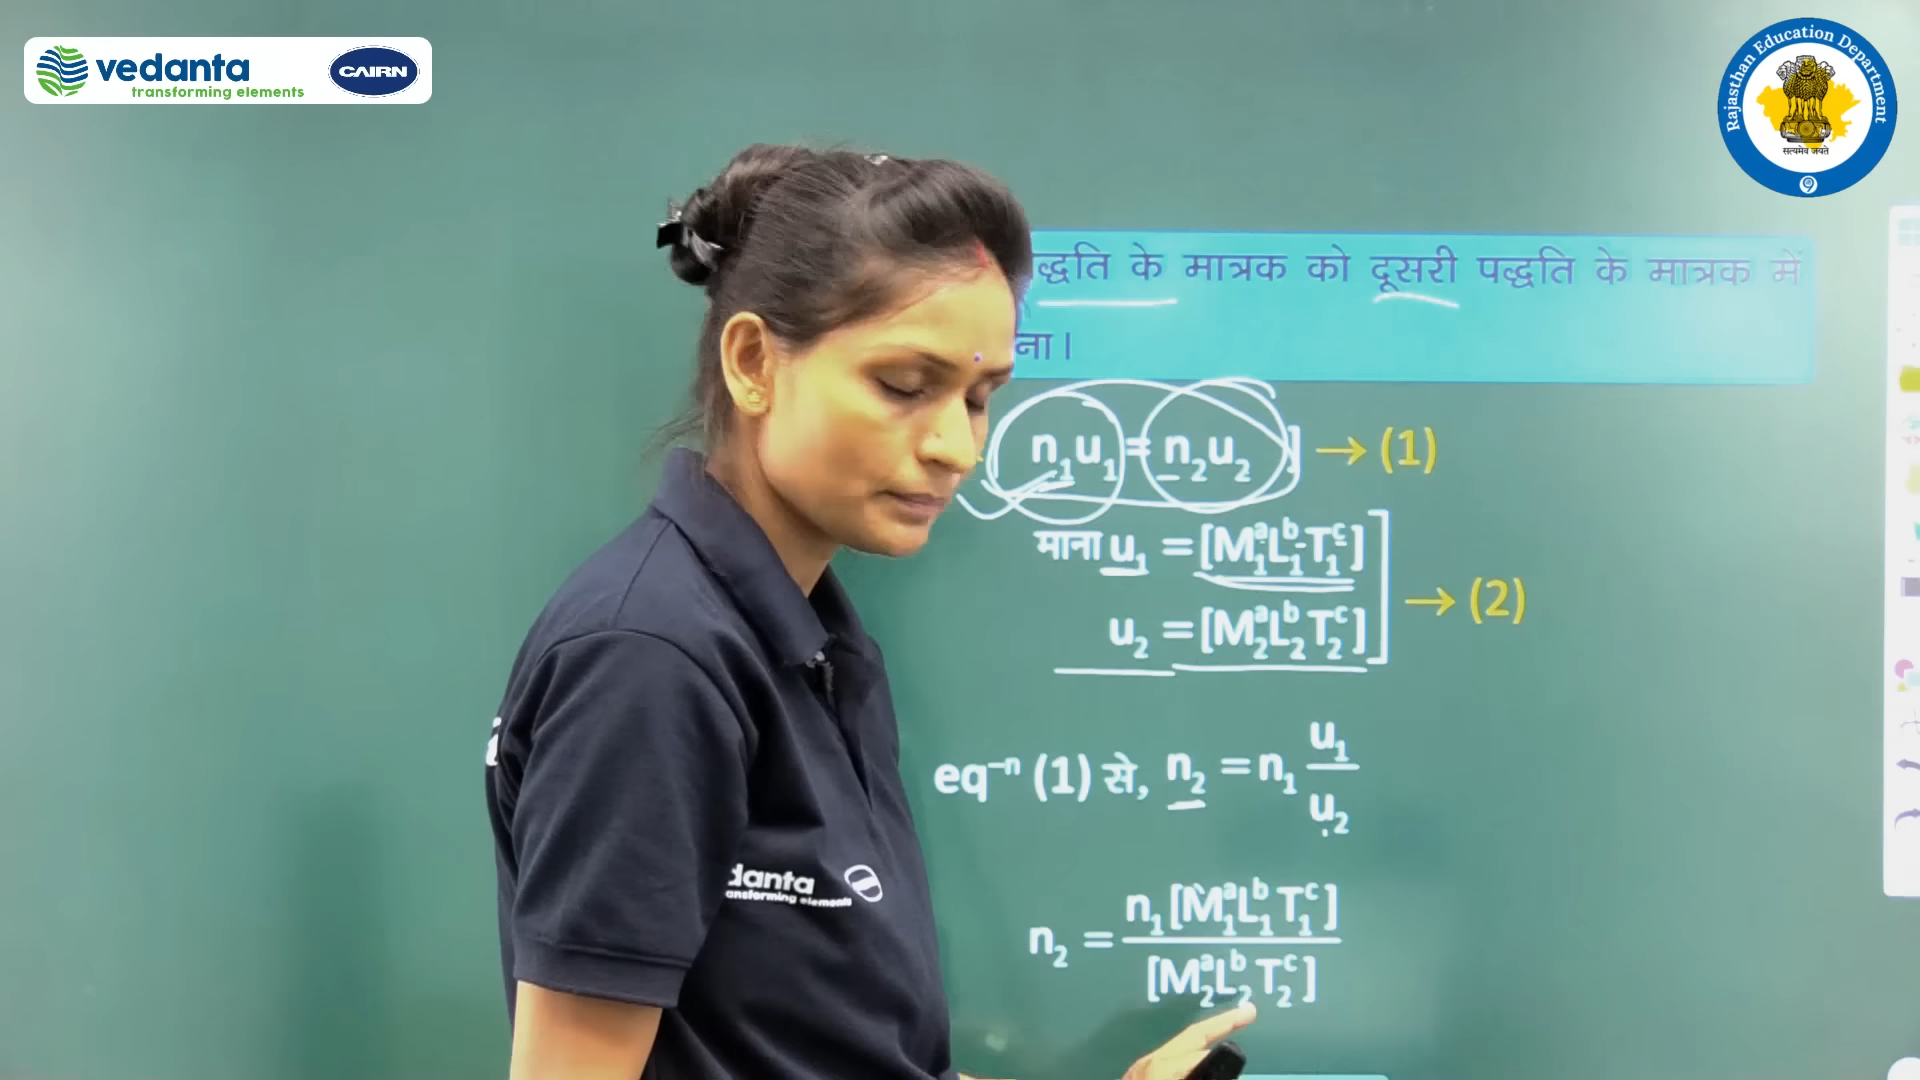 vedanta
transforming elements
CAIRN
Rajasthan Education Department
सत्यमेव जयते
के मात्रक को दूसरी पद्धति के मात्रक में
n₁u₁ = n₂u₂] → (1)
माना u₁ = [M₁ᵃL₁ᵇT₁ᶜ]
u₂ = [M₂ᵃL₂ᵇT₂ᶜ] → (2)
eq⁻ⁿ (1) से, n₂ = n₁ u₁/u₂
n₂ = n₁[M₁ᵃL₁ᵇT₁ᶜ]/[M₂ᵃL₂ᵇT₂ᶜ]